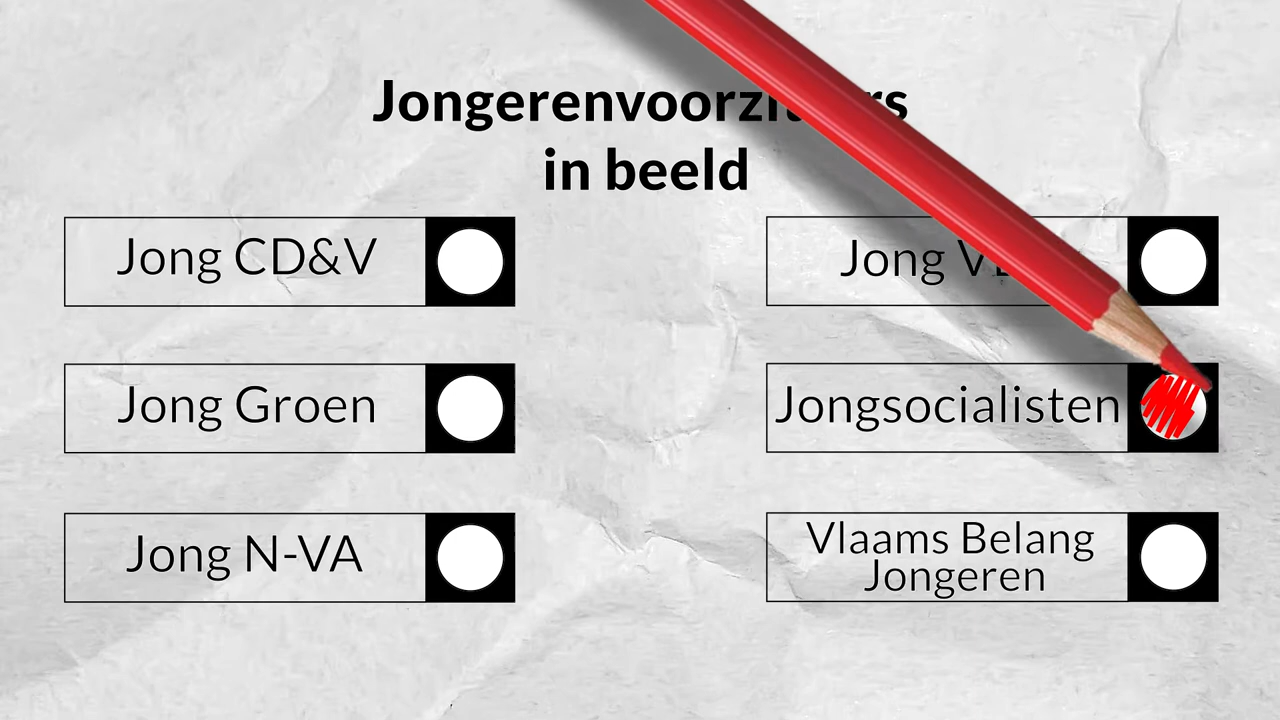 in beeld
Jong CD&V
Jong
Jong Groen
Jongsocialisten
Jong N-VA
Vlaams Belang
Jongeren